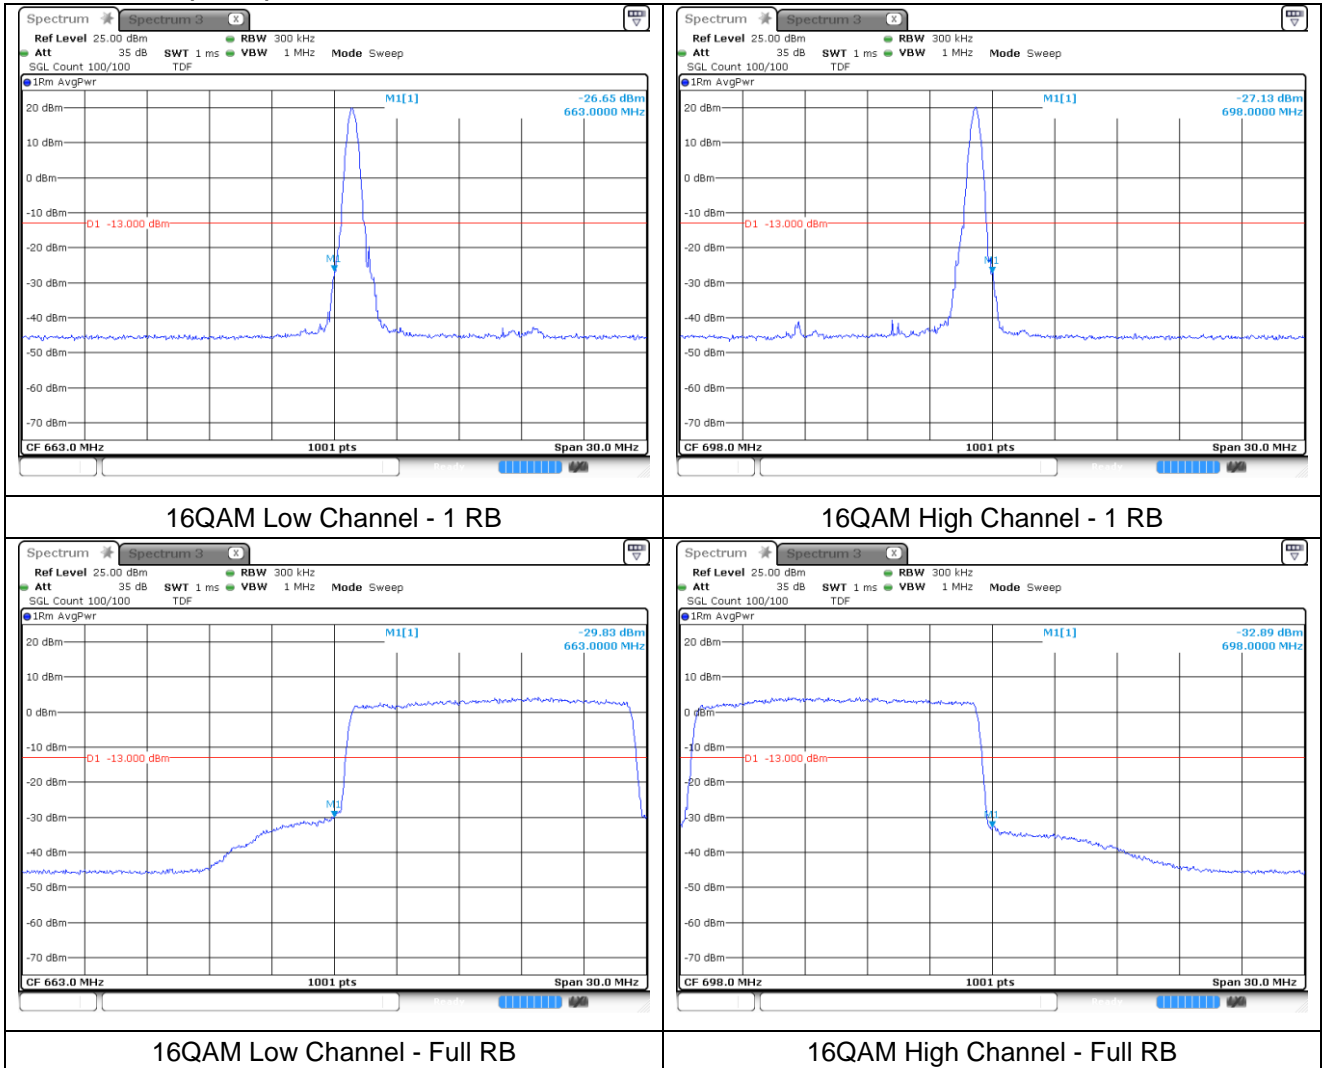 Spectrum Spectrum 3 X
Ref Level 25.00 dBm RBW 300 kHz
Att 35 dB SWT 1 ms VBW 1 MHz Mode Sweep
SGL Count 100/100 TDF
1Rm AvgPwr
M1[1] -26.65 dBm
663.0000 MHz
20 dBm
10 dBm
0 dBm
-10 dBm
D1 -13.000 dBm
-20 dBm
M1
-30 dBm
-40 dBm
-50 dBm
-60 dBm
-70 dBm
CF 663.0 MHz 1001 pts Span 30.0 MHz
Ready
16QAM Low Channel - 1 RB
Spectrum Spectrum 3 X
Ref Level 25.00 dBm RBW 300 kHz
Att 35 dB SWT 1 ms VBW 1 MHz Mode Sweep
SGL Count 100/100 TDF
1Rm AvgPwr
M1[1] -27.13 dBm
698.0000 MHz
20 dBm
10 dBm
0 dBm
-10 dBm
D1 -13.000 dBm
-20 dBm
M1
-30 dBm
-40 dBm
-50 dBm
-60 dBm
-70 dBm
CF 698.0 MHz 1001 pts Span 30.0 MHz
Ready
16QAM High Channel - 1 RB
Spectrum Spectrum 3 X
Ref Level 25.00 dBm RBW 300 kHz
Att 35 dB SWT 1 ms VBW 1 MHz Mode Sweep
SGL Count 100/100 TDF
1Rm AvgPwr
M1[1] -29.83 dBm
663.0000 MHz
20 dBm
10 dBm
0 dBm
-10 dBm
D1 -13.000 dBm
-20 dBm
M1
-30 dBm
-40 dBm
-50 dBm
-60 dBm
-70 dBm
CF 663.0 MHz 1001 pts Span 30.0 MHz
Ready
16QAM Low Channel - Full RB
Spectrum Spectrum 3 X
Ref Level 25.00 dBm RBW 300 kHz
Att 35 dB SWT 1 ms VBW 1 MHz Mode Sweep
SGL Count 100/100 TDF
1Rm AvgPwr
M1[1] -32.89 dBm
698.0000 MHz
20 dBm
10 dBm
0 dBm
-10 dBm
D1 -13.000 dBm
-20 dBm
M1
-30 dBm
-40 dBm
-50 dBm
-60 dBm
-70 dBm
CF 698.0 MHz 1001 pts Span 30.0 MHz
Ready
16QAM High Channel - Full RB